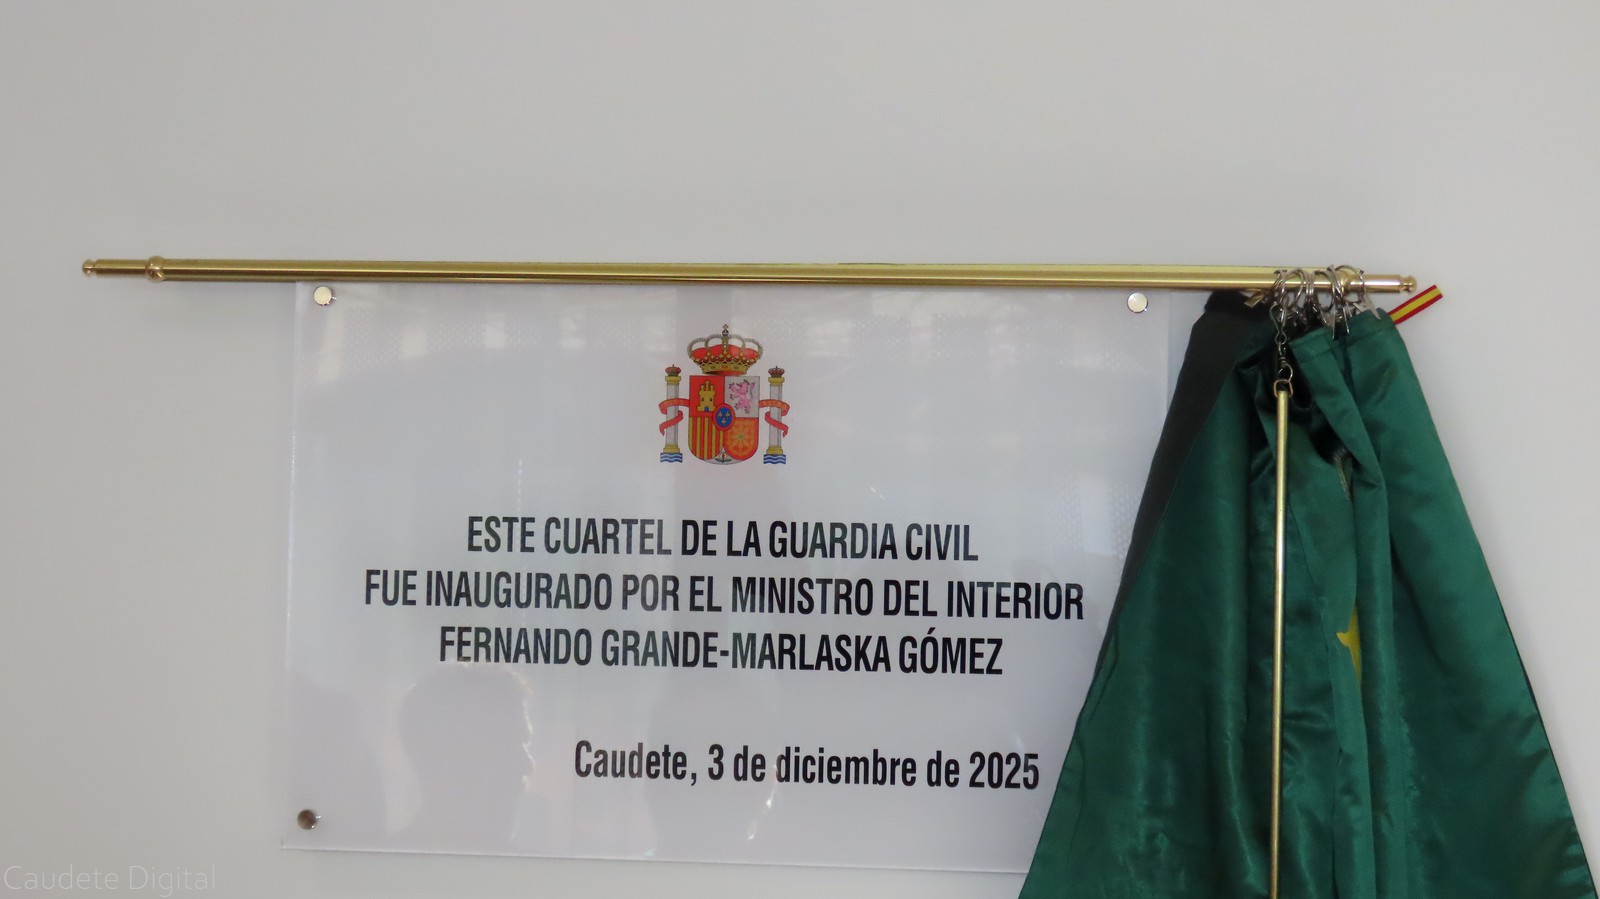 ESTE CUARTEL DE LA GUARDIA CIVIL
FUE INAUGURADO POR EL MINISTRO DEL INTERIOR
FERNANDO GRANDE-MARLASKA GÓMEZ
Caudete, 3 de diciembre de 2025
Caudete Digital